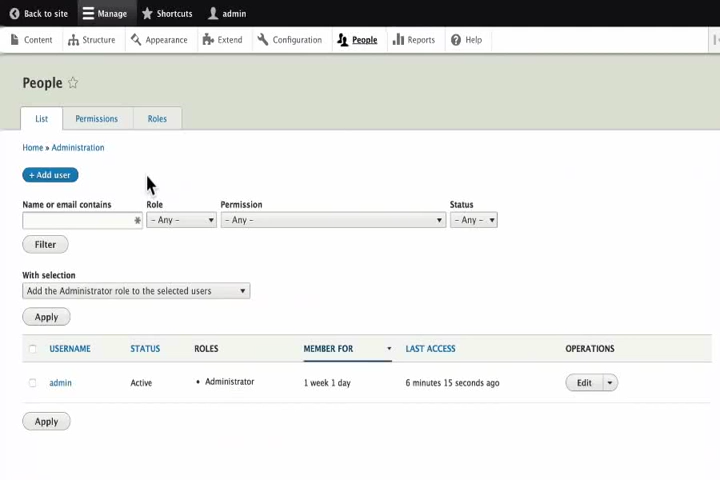 Back to site Manage Shortcuts admin
Content Structure Appearance Extend Configuration People Reports Help
People
List Permissions Roles
Home » Administration
+ Add user
Name or email contains Role Permission Status
- Any - - Any - - Any -
Filter
With selection
Add the Administrator role to the selected users
Apply
USERNAME STATUS ROLES MEMBER FOR LAST ACCESS OPERATIONS
admin Active • Administrator 1 week 1 day 6 minutes 15 seconds ago Edit
Apply